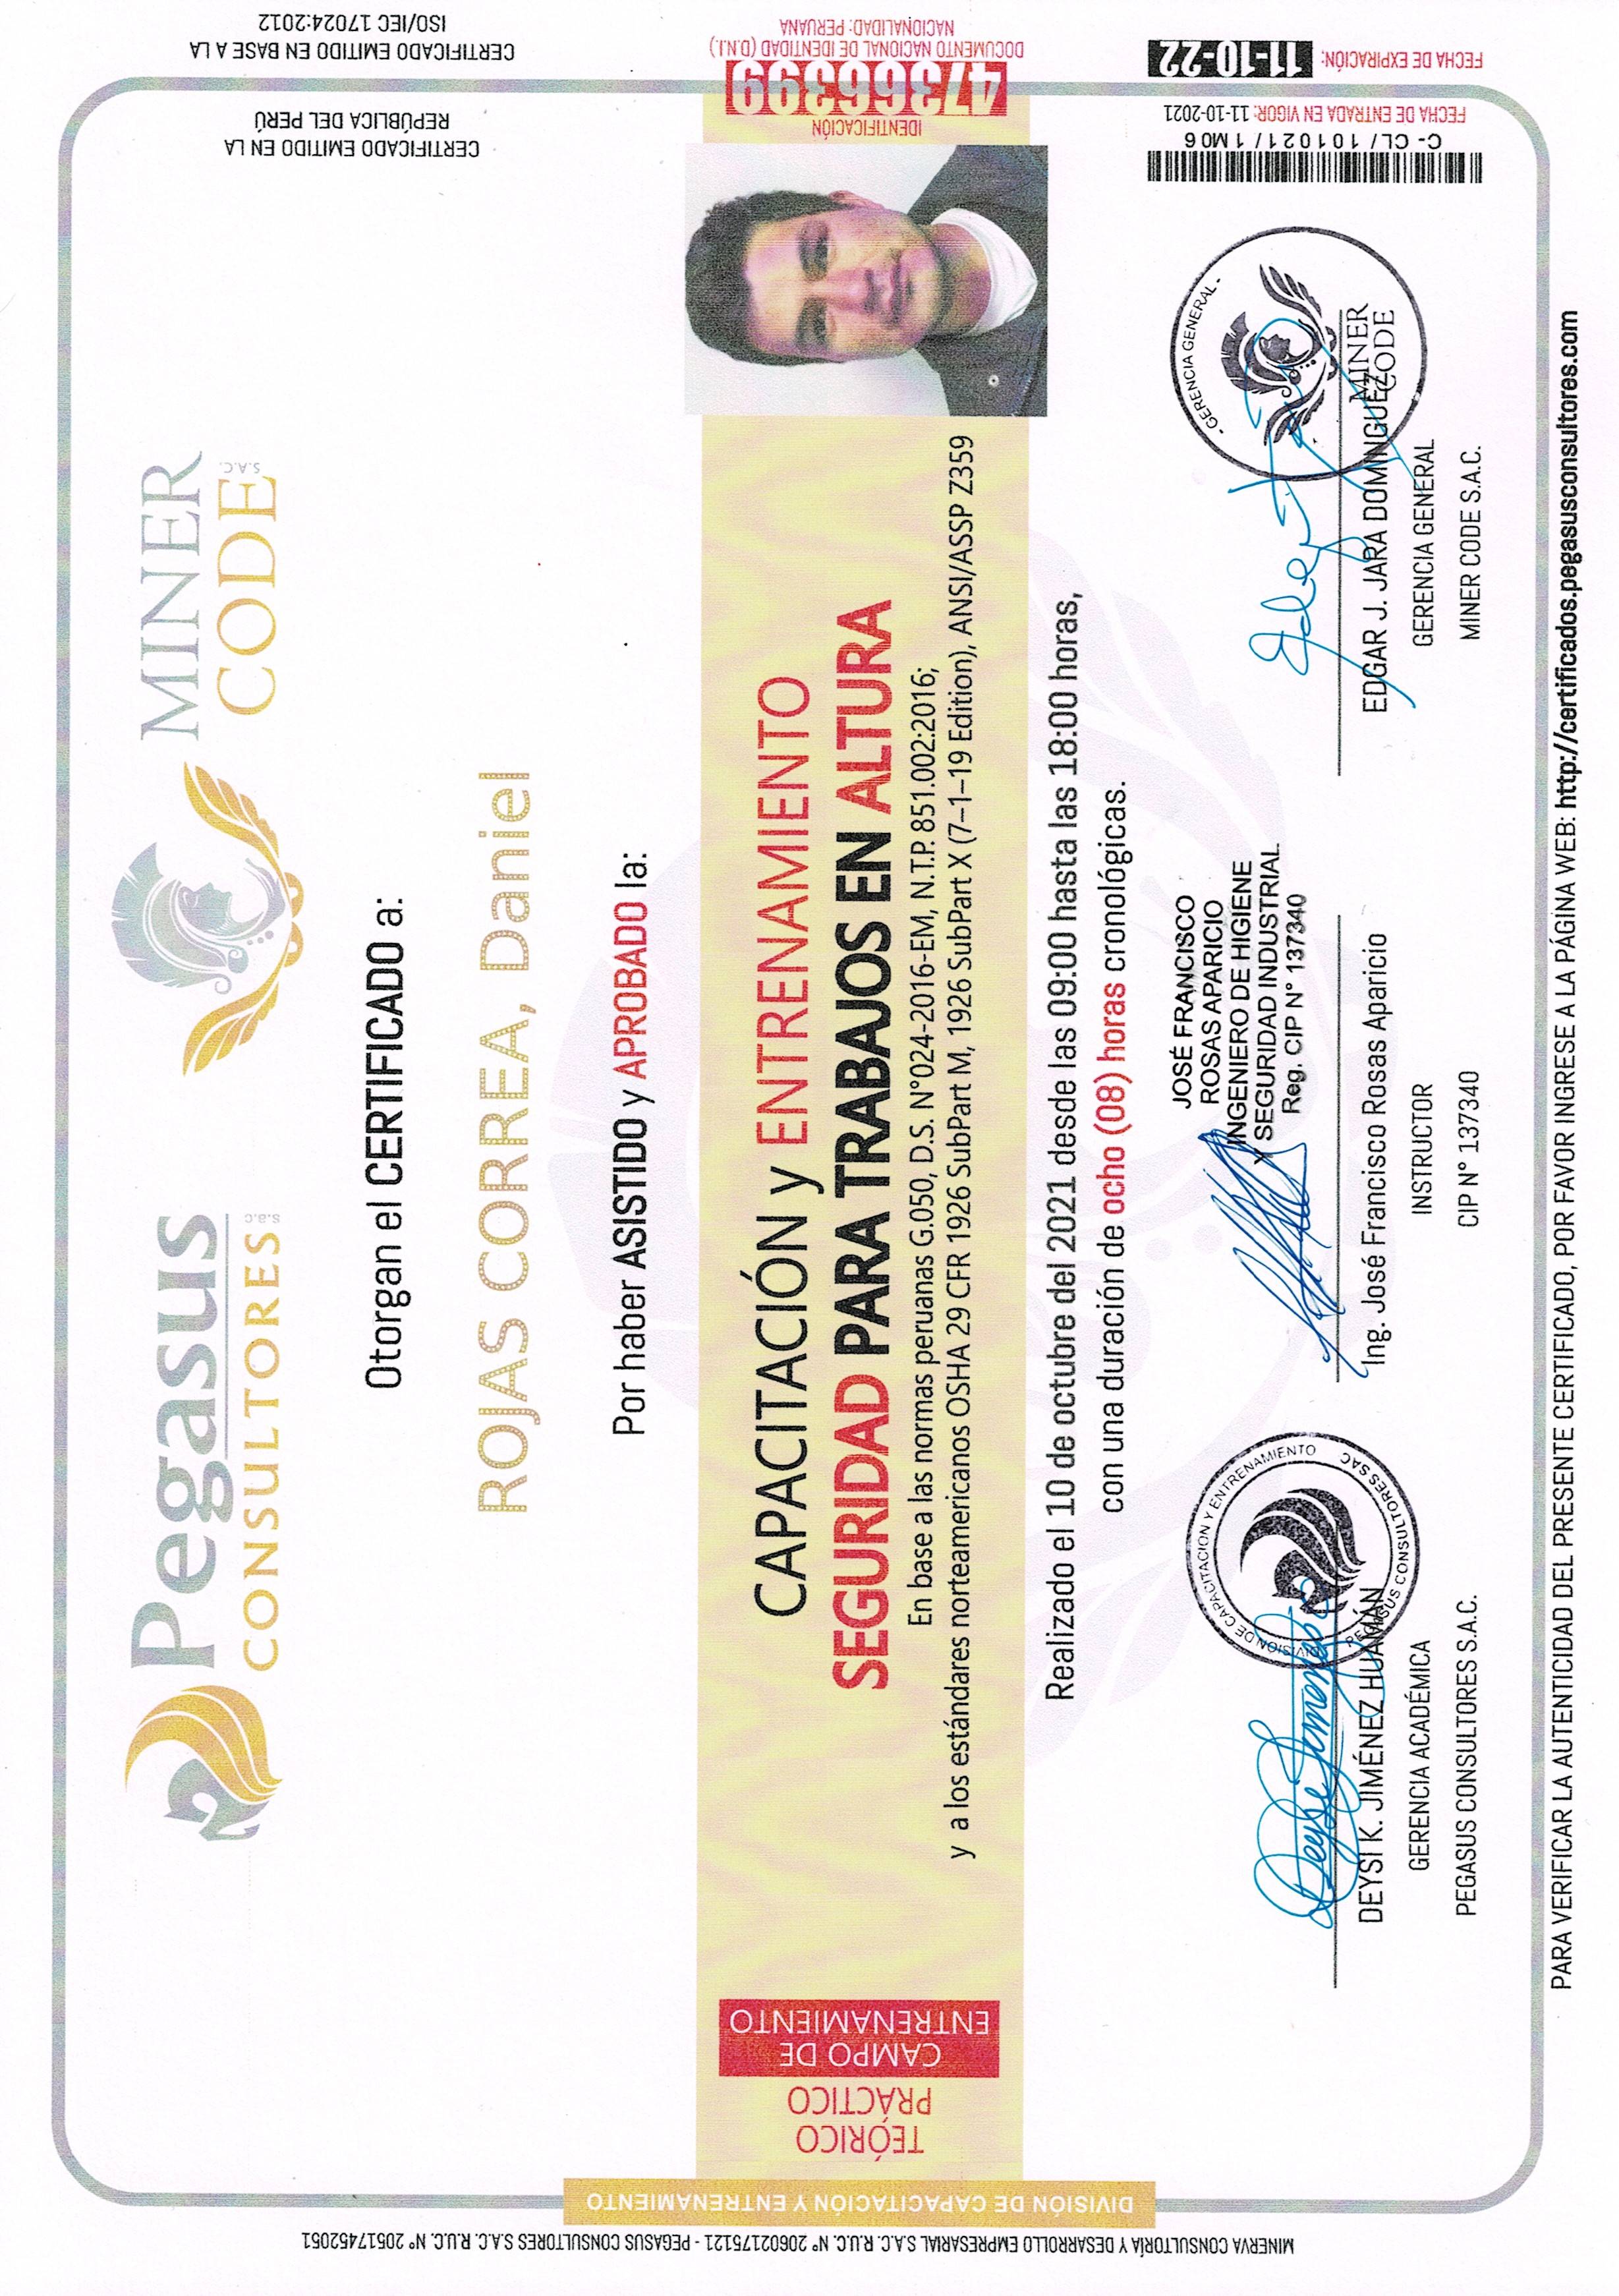 Pegasus
CONSULTORES s.a.c
MINER
CODE S.A.C.
Otorgan el CERTIFICADO a:
ROJAS CORREA, Daniel
Por haber ASISTIDO y APROBADO la:
CAPACITACIÓN y ENTRENAMIENTO
SEGURIDAD PARA TRABAJOS EN ALTURA
En base a las normas peruanas G.050, D.S. N°024-2016-EM, N.T.P. 851.002:2016;
y a los estándares norteamericanos OSHA 29 CFR 1926 SubPart M, 1926 SubPart X (7–1–19 Edition), ANSI/ASSP Z359
Realizado el 10 de octubre del 2021 desde las 09:00 hasta las 18:00 horas,
con una duración de ocho (08) horas cronológicas.
DIVISIÓN DE CAPACITACIÓN Y ENTRENAMIENTO
PEGASUS CONSULTORES SAC
DEYSI K. JIMÉNEZ HUAMÁN
GERENCIA ACADÉMICA
PEGASUS CONSULTORES S.A.C.
JOSÉ FRANCISCO
ROSAS APARICIO
INGENIERO DE HIGIENE
Y SEGURIDAD INDUSTRIAL
Reg. CIP N° 137340
Ing. José Francisco Rosas Aparicio
INSTRUCTOR
CIP N° 137340
- GERENCIA GENERAL -
MINER
CODE
EDGAR J. JARA DOMÍNGUEZ
GERENCIA GENERAL
MINER CODE S.A.C.
PARA VERIFICAR LA AUTENTICIDAD DEL PRESENTE CERTIFICADO, POR FAVOR INGRESE A LA PÁGINA WEB: http://certificados.pegasusconsultores.com
MINERVA CONSULTORÍA Y DESARROLLO EMPRESARIAL S.A.C. R.U.C. N° 20602175121 - PEGASUS CONSULTORES S.A.C. R.U.C. N° 20517452051
DIVISIÓN DE CAPACITACIÓN Y ENTRENAMIENTO
TEÓRICO
PRÁCTICO
CAMPO DE
ENTRENAMIENTO
CERTIFICADO EMITIDO EN LA
REPÚBLICA DEL PERÚ
CERTIFICADO EMITIDO EN BASE A LA
ISO/IEC 17024:2012
IDENTIFICACIÓN
47366399
DOCUMENTO NACIONAL DE IDENTIDAD (D.N.I.)
NACIONALIDAD: PERUANA
C- CL/101021/1M06
FECHA DE ENTRADA EN VIGOR: 11-10-2021
FECHA DE EXPIRACIÓN: 11-10-22